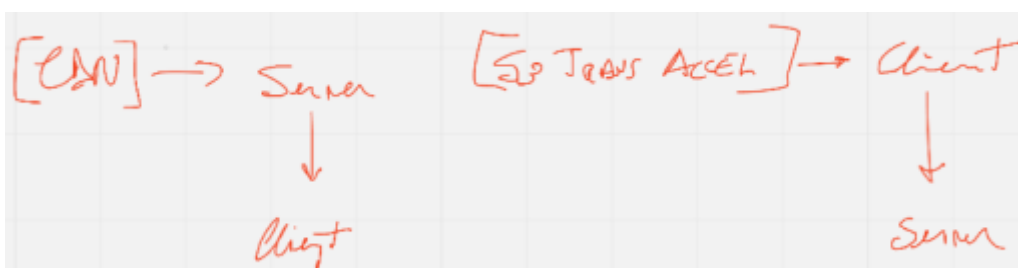 [CDN] → Server
↓
Client
[S3 TRANS ACCEL] → Client
↓
Server